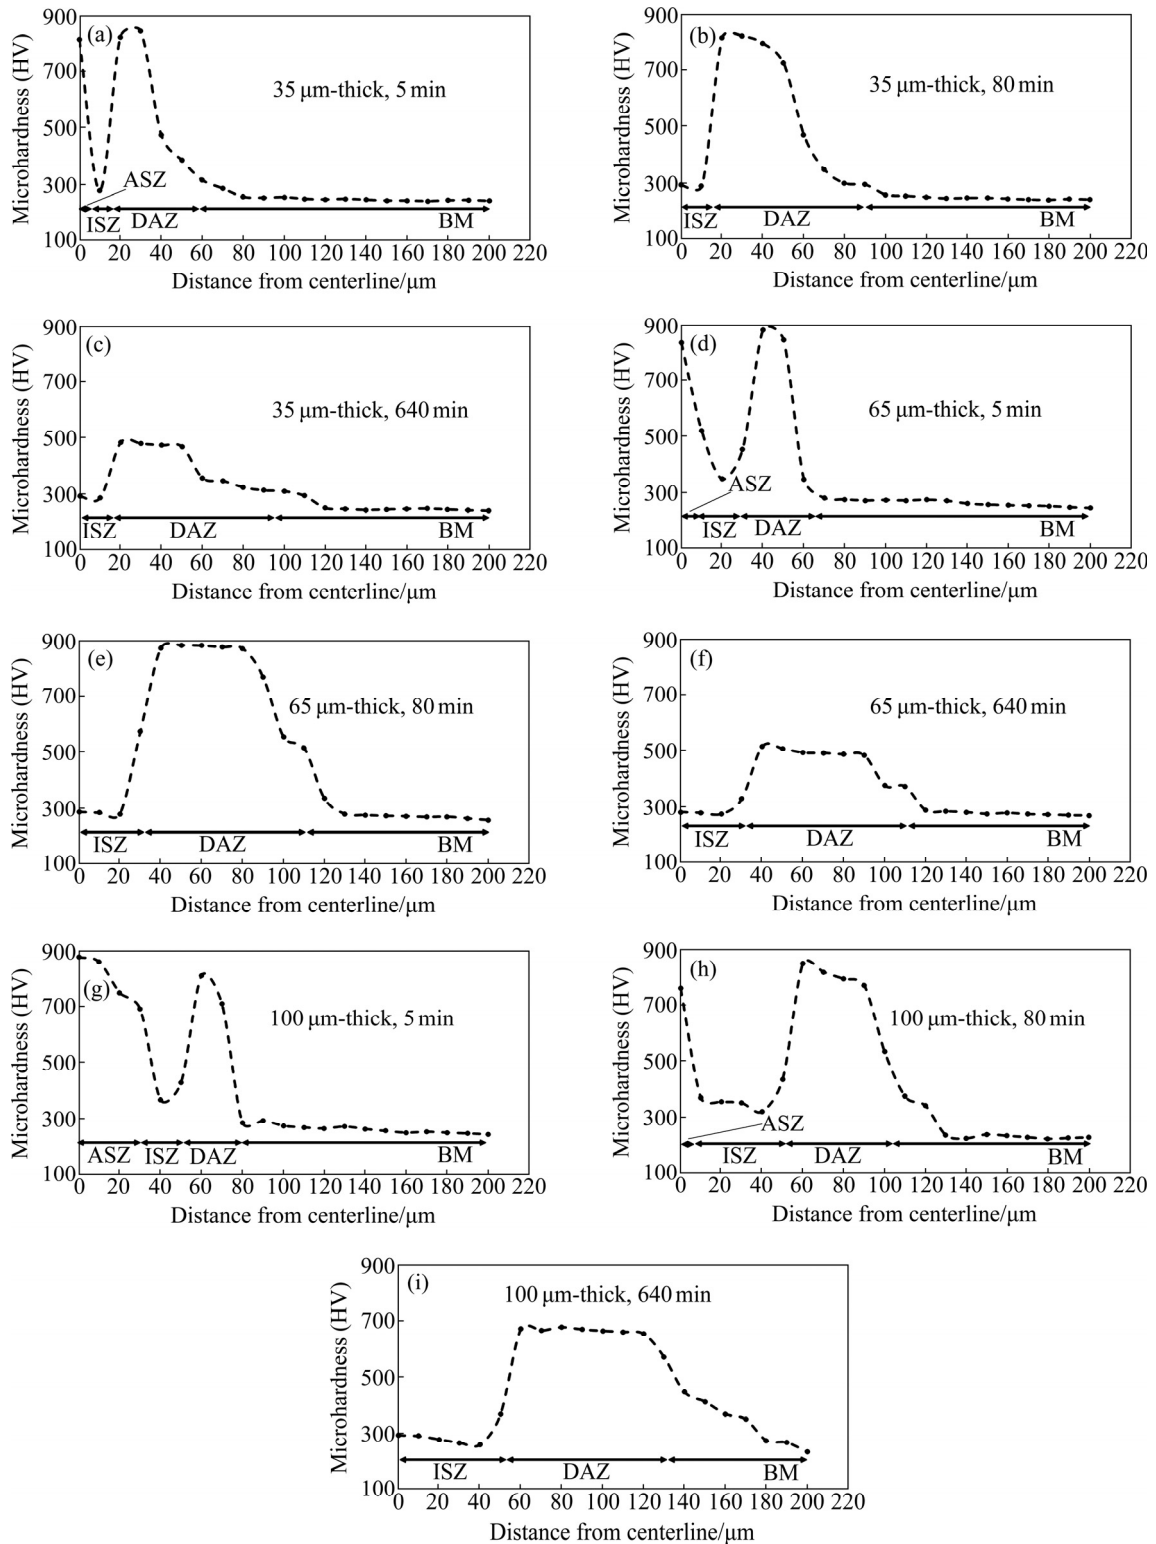 (a)
35 μm-thick, 5 min
Microhardness (HV)
900
700
500
300
100
ASZ
ISZ DAZ BM
0 20 40 60 80 100 120 140 160 180 200 220
Distance from centerline/μm
(b)
35 μm-thick, 80 min
Microhardness (HV)
900
700
500
300
100
ISZ DAZ BM
0 20 40 60 80 100 120 140 160 180 200 220
Distance from centerline/μm
(c)
35 μm-thick, 640 min
Microhardness (HV)
900
700
500
300
100
ISZ DAZ BM
0 20 40 60 80 100 120 140 160 180 200 220
Distance from centerline/μm
(d)
65 μm-thick, 5 min
Microhardness (HV)
900
700
500
300
100
ASZ
ISZ DAZ BM
0 20 40 60 80 100 120 140 160 180 200 220
Distance from centerline/μm
(e)
65 μm-thick, 80 min
Microhardness (HV)
900
700
500
300
100
ISZ DAZ BM
0 20 40 60 80 100 120 140 160 180 200 220
Distance from centerline/μm
(f)
65 μm-thick, 640 min
Microhardness (HV)
900
700
500
300
100
ISZ DAZ BM
0 20 40 60 80 100 120 140 160 180 200 220
Distance from centerline/μm
(g)
100 μm-thick, 5 min
Microhardness (HV)
900
700
500
300
100
ASZ ISZ DAZ BM
0 20 40 60 80 100 120 140 160 180 200 220
Distance from centerline/μm
(h)
100 μm-thick, 80 min
Microhardness (HV)
900
700
500
300
100
ASZ
ISZ DAZ BM
0 20 40 60 80 100 120 140 160 180 200 220
Distance from centerline/μm
(i)
100 μm-thick, 640 min
Microhardness (HV)
900
700
500
300
100
ISZ DAZ BM
0 20 40 60 80 100 120 140 160 180 200 220
Distance from centerline/μm